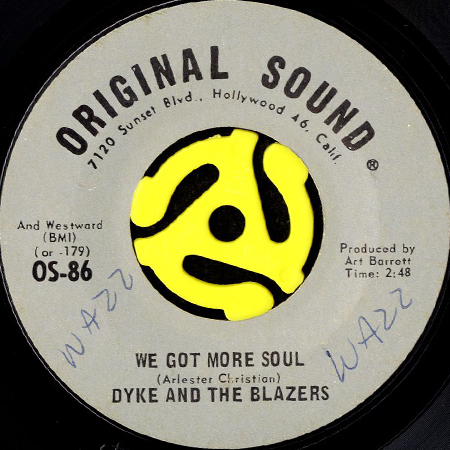 ORIGINAL SOUND®
7120 Sunset Blvd., Hollywood 46, Calif.
And Westward
(BMI)
(or -179)
OS-86
Produced by
Art Barrett
Time: 2:48
WAZZ
WAZZ
WE GOT MORE SOUL
(Arlester Christian)
DYKE AND THE BLAZERS